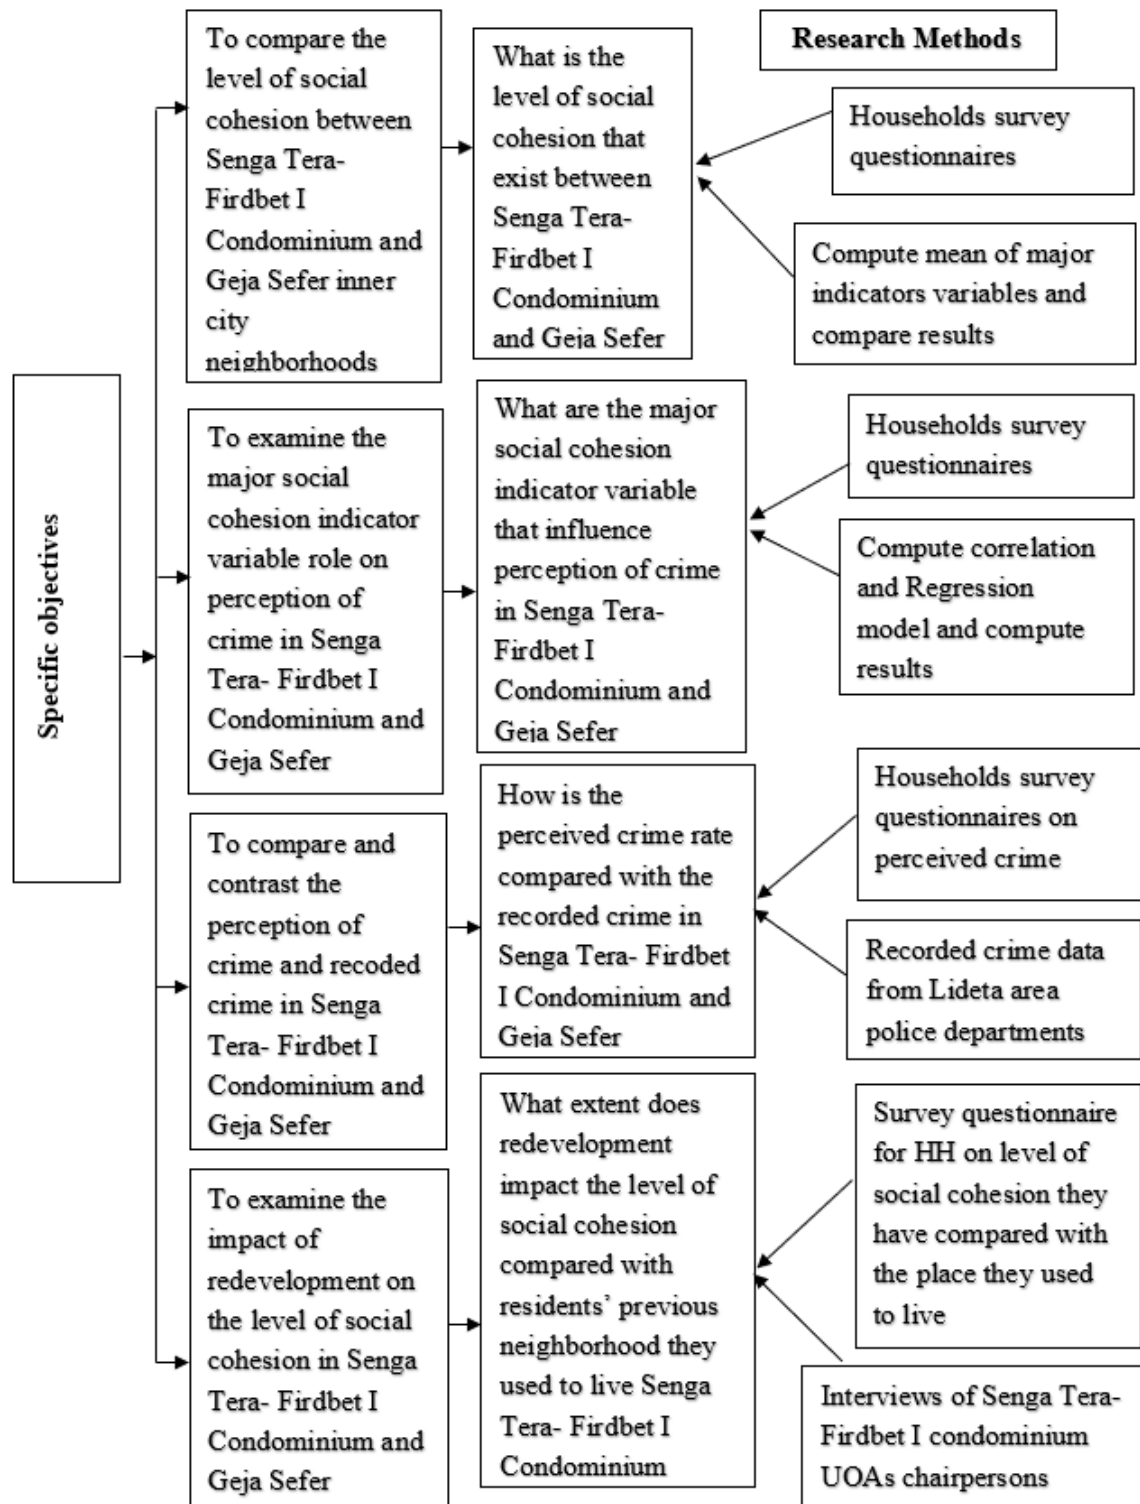 Specific objectives
To compare the
level of social
cohesion between
Senga Tera-
Firdbet I
Condominium and
Geja Sefer inner
city
neighborhoods
What is the
level of social
cohesion that
exist between
Senga Tera-
Firdbet I
Condominium
and Geja Sefer
Research Methods
Households survey
questionnaires
Compute mean of major
indicators variables and
compare results
To examine the
major social
cohesion indicator
variable role on
perception of
crime in Senga
Tera- Firdbet I
Condominium and
Geja Sefer
What are the major
social cohesion
indicator variable
that influence
perception of crime
in Senga Tera-
Firdbet I
Condominium and
Geja Sefer
Households survey
questionnaires
Compute correlation
and Regression
model and compute
results
To compare and
contrast the
perception of
crime and recoded
crime in Senga
Tera- Firdbet I
Condominium and
Geja Sefer
How is the
perceived crime rate
compared with the
recorded crime in
Senga Tera- Firdbet
I Condominium and
Geja Sefer
Households survey
questionnaires on
perceived crime
Recorded crime data
from Lideta area
police departments
To examine the
impact of
redevelopment on
the level of social
cohesion in Senga
Tera- Firdbet I
Condominium and
Geja Sefer
What extent does
redevelopment
impact the level of
social cohesion
compared with
residents’ previous
neighborhood they
used to live Senga
Tera- Firdbet I
Condominium
Survey questionnaire
for HH on level of
social cohesion they
have compared with
the place they used
to live
Interviews of Senga Tera-
Firdbet I condominium
UOAs chairpersons